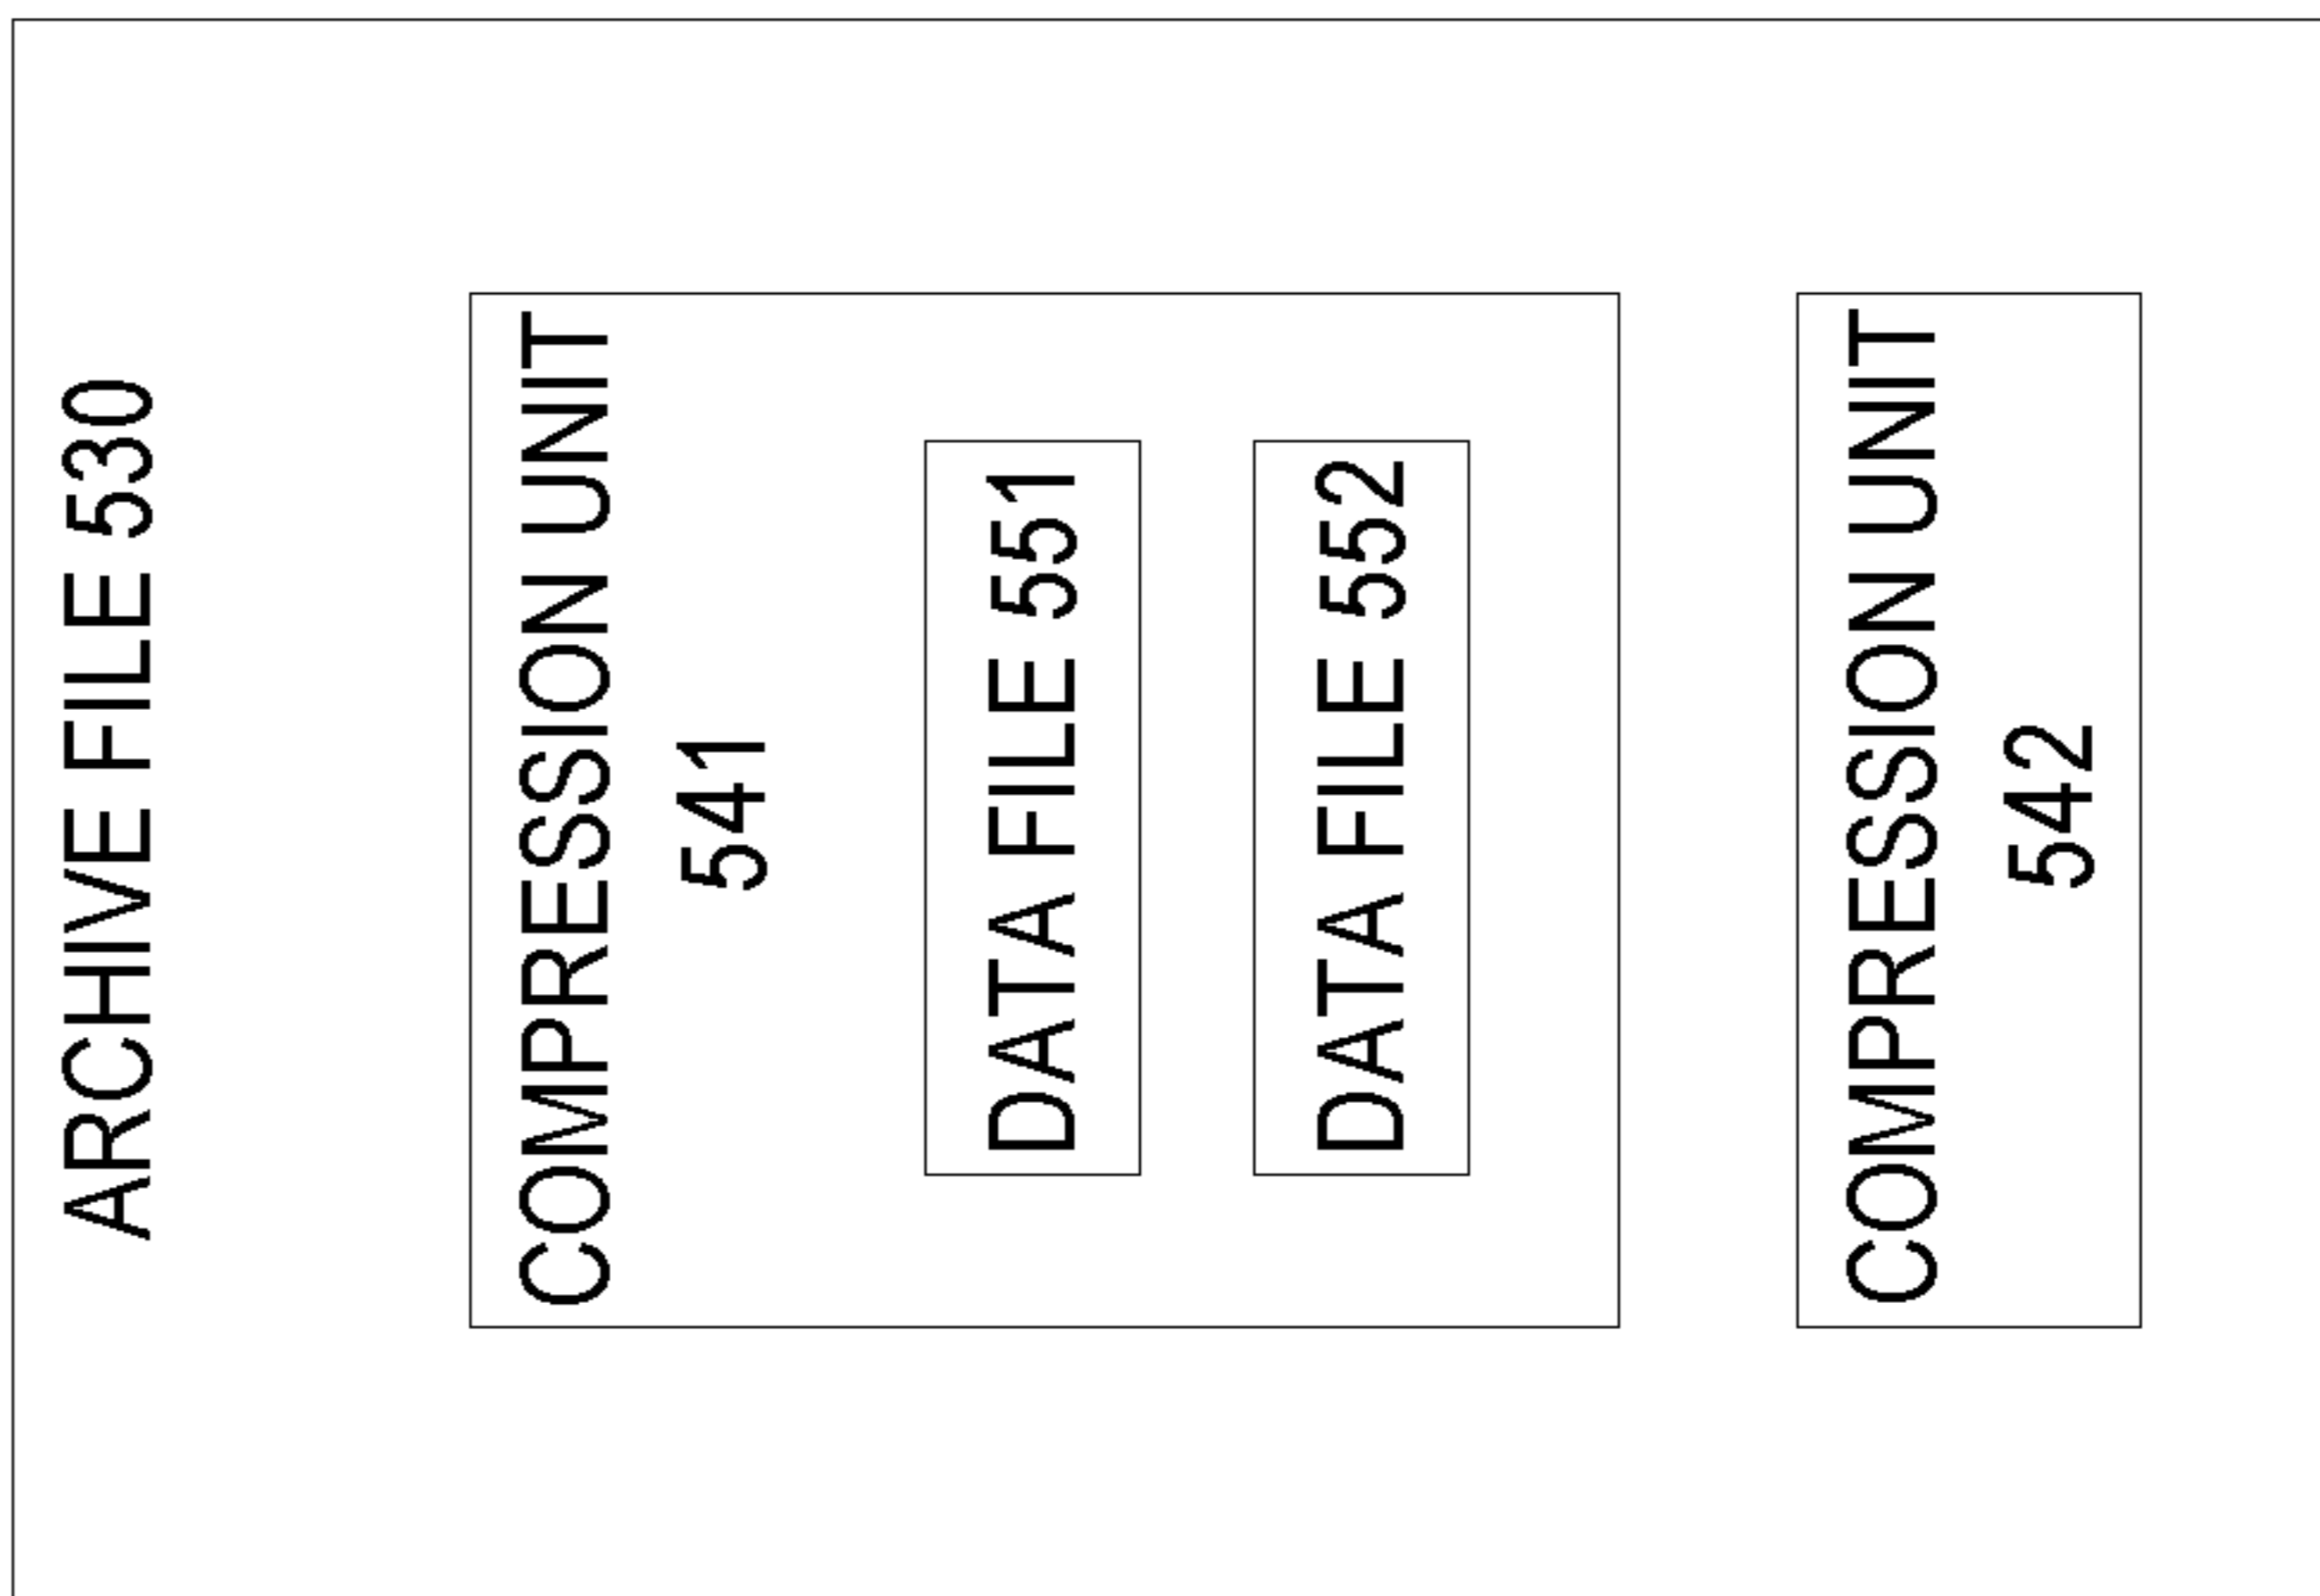 ARCHIVE FILE 530
COMPRESSION UNIT
541
DATA FILE 551
DATA FILE 552
COMPRESSION UNIT
542